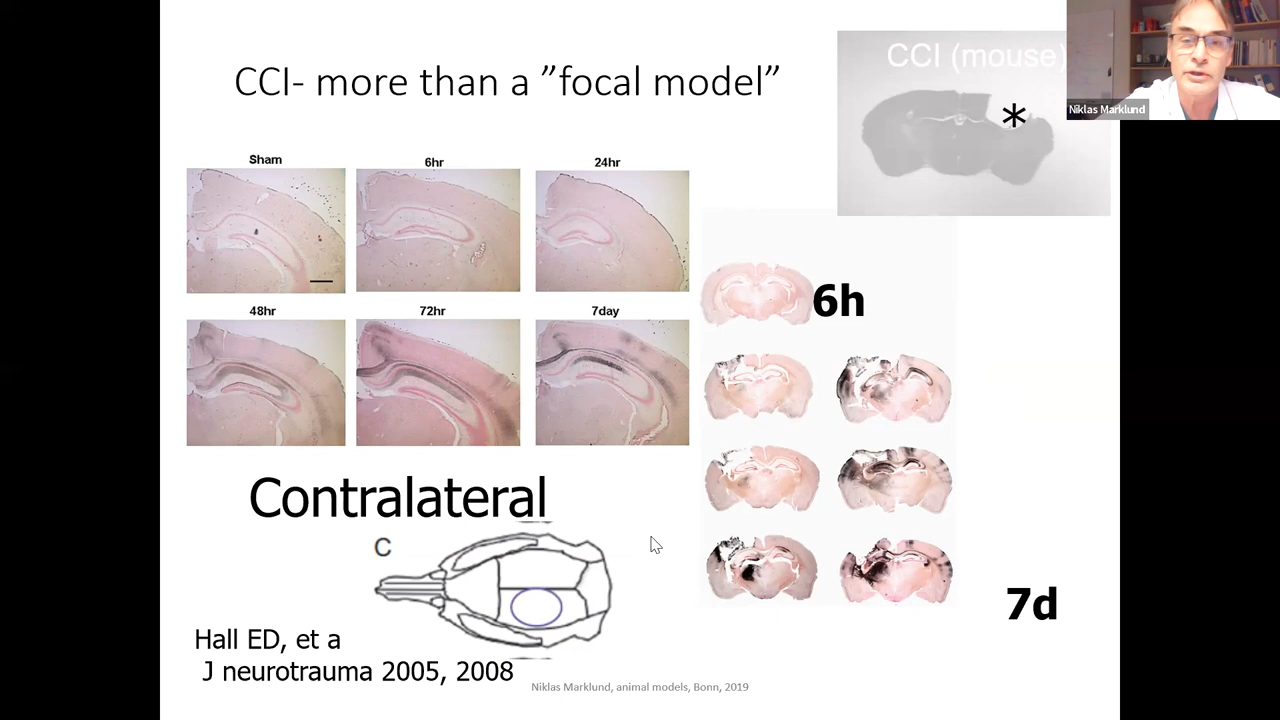 CCI- more than a ”focal model”
CCI (mouse)
*
Niklas Marklund
Sham
6hr
24hr
48hr
72hr
7day
6h
7d
Contralateral
C
Hall ED, et a
J neurotrauma 2005, 2008
Niklas Marklund, animal models, Bonn, 2019